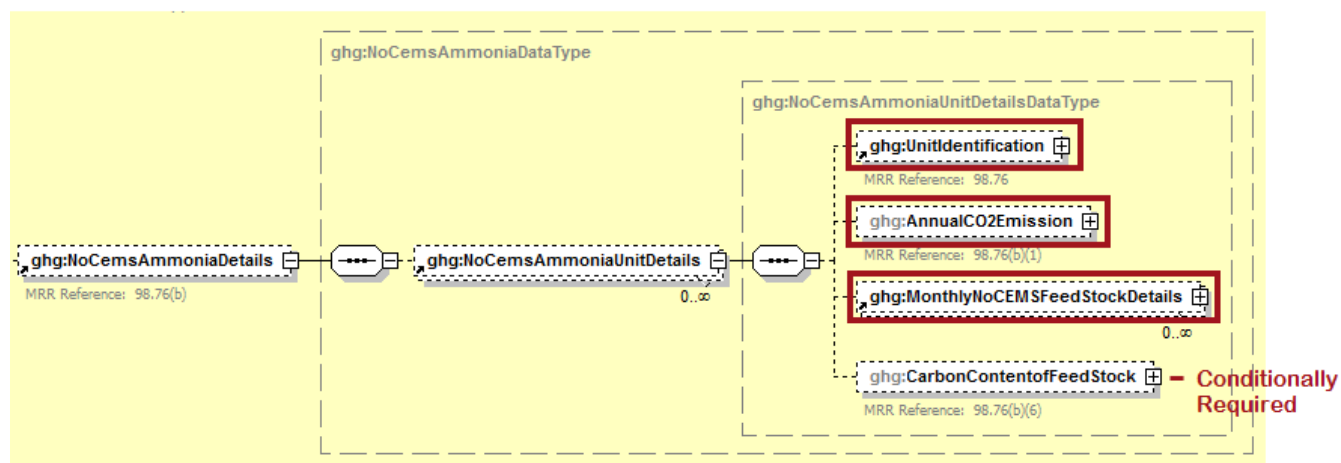 ghg:NoCemsAmmoniaDataType
ghg:NoCemsAmmoniaUnitDetailsDataType
ghg:UnitIdentification
MRR Reference: 98.76
ghg:AnnualCO2Emission
MRR Reference: 98.76(b)(1)
ghg:NoCemsAmmoniaDetails
MRR Reference: 98.76(b)
ghg:NoCemsAmmoniaUnitDetails
0..∞
ghg:MonthlyNoCEMSFeedStockDetails
0..∞
ghg:CarbonContentofFeedStock
MRR Reference: 98.76(b)(6)
– Conditionally
Required